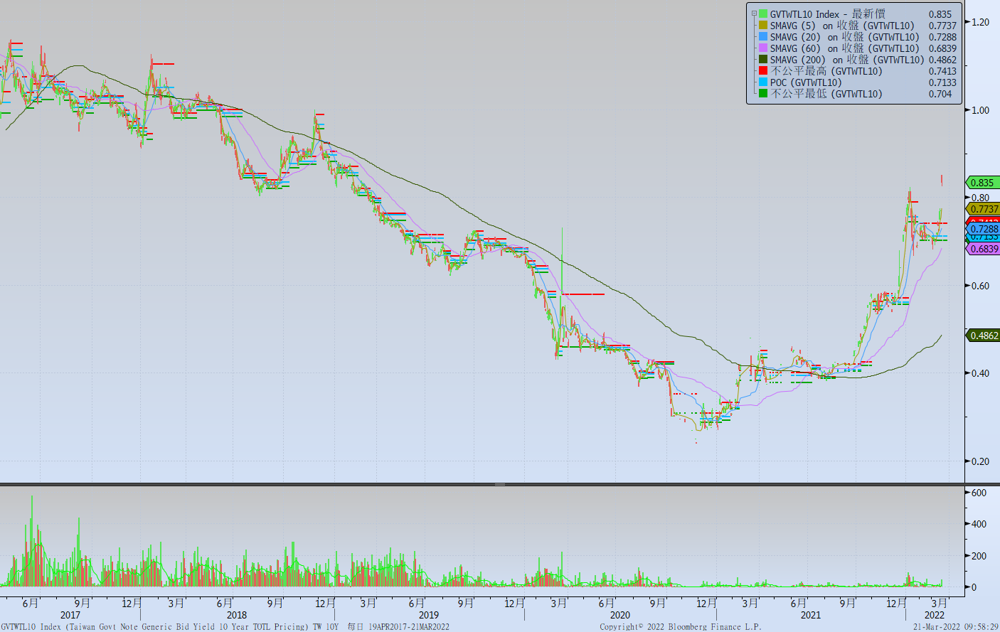 GVTWTL10 Index - 最新價 0.835
SMAVG (5) on 收盤 (GVTWTL10) 0.7737
SMAVG (20) on 收盤 (GVTWTL10) 0.7288
SMAVG (60) on 收盤 (GVTWTL10) 0.6839
SMAVG (200) on 收盤 (GVTWTL10) 0.4862
不公平最高 (GVTWTL10) 0.7413
POC (GVTWTL10) 0.7133
不公平最低 (GVTWTL10) 0.704
1.20
1.00
0.835
0.80
0.7737
0.7413
0.7288
0.7133
0.6839
0.60
0.4862
0.40
0.20
600
400
200
0
6月 9月 12月 3月 6月 9月 12月 3月 6月 9月 12月 3月 6月 9月 12月 3月 6月 9月 12月 3月
2017 2018 2019 2020 2021 2022
GVTWTL10 Index (Taiwan Govt Note Generic Bid Yield 10 Year TOTL Pricing) TW 10Y 每日 19APR2017-21MAR2022 Copyright© 2022 Bloomberg Finance L.P. 21-Mar-2022 09:58:29